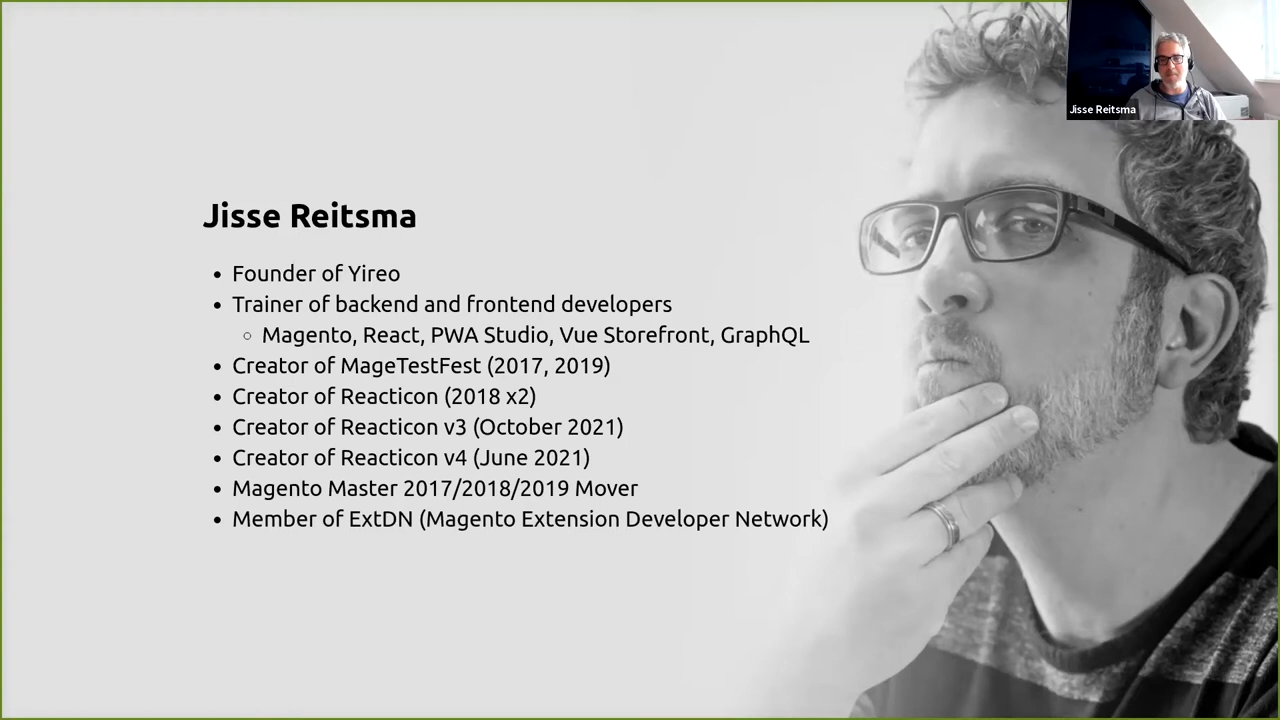 Jisse Reitsma
Jisse Reitsma
Founder of Yireo
Trainer of backend and frontend developers
Magento, React, PWA Studio, Vue Storefront, GraphQL
Creator of MageTestFest (2017, 2019)
Creator of Reacticon (2018 x2)
Creator of Reacticon v3 (October 2021)
Creator of Reacticon v4 (June 2021)
Magento Master 2017/2018/2019 Mover
Member of ExtDN (Magento Extension Developer Network)